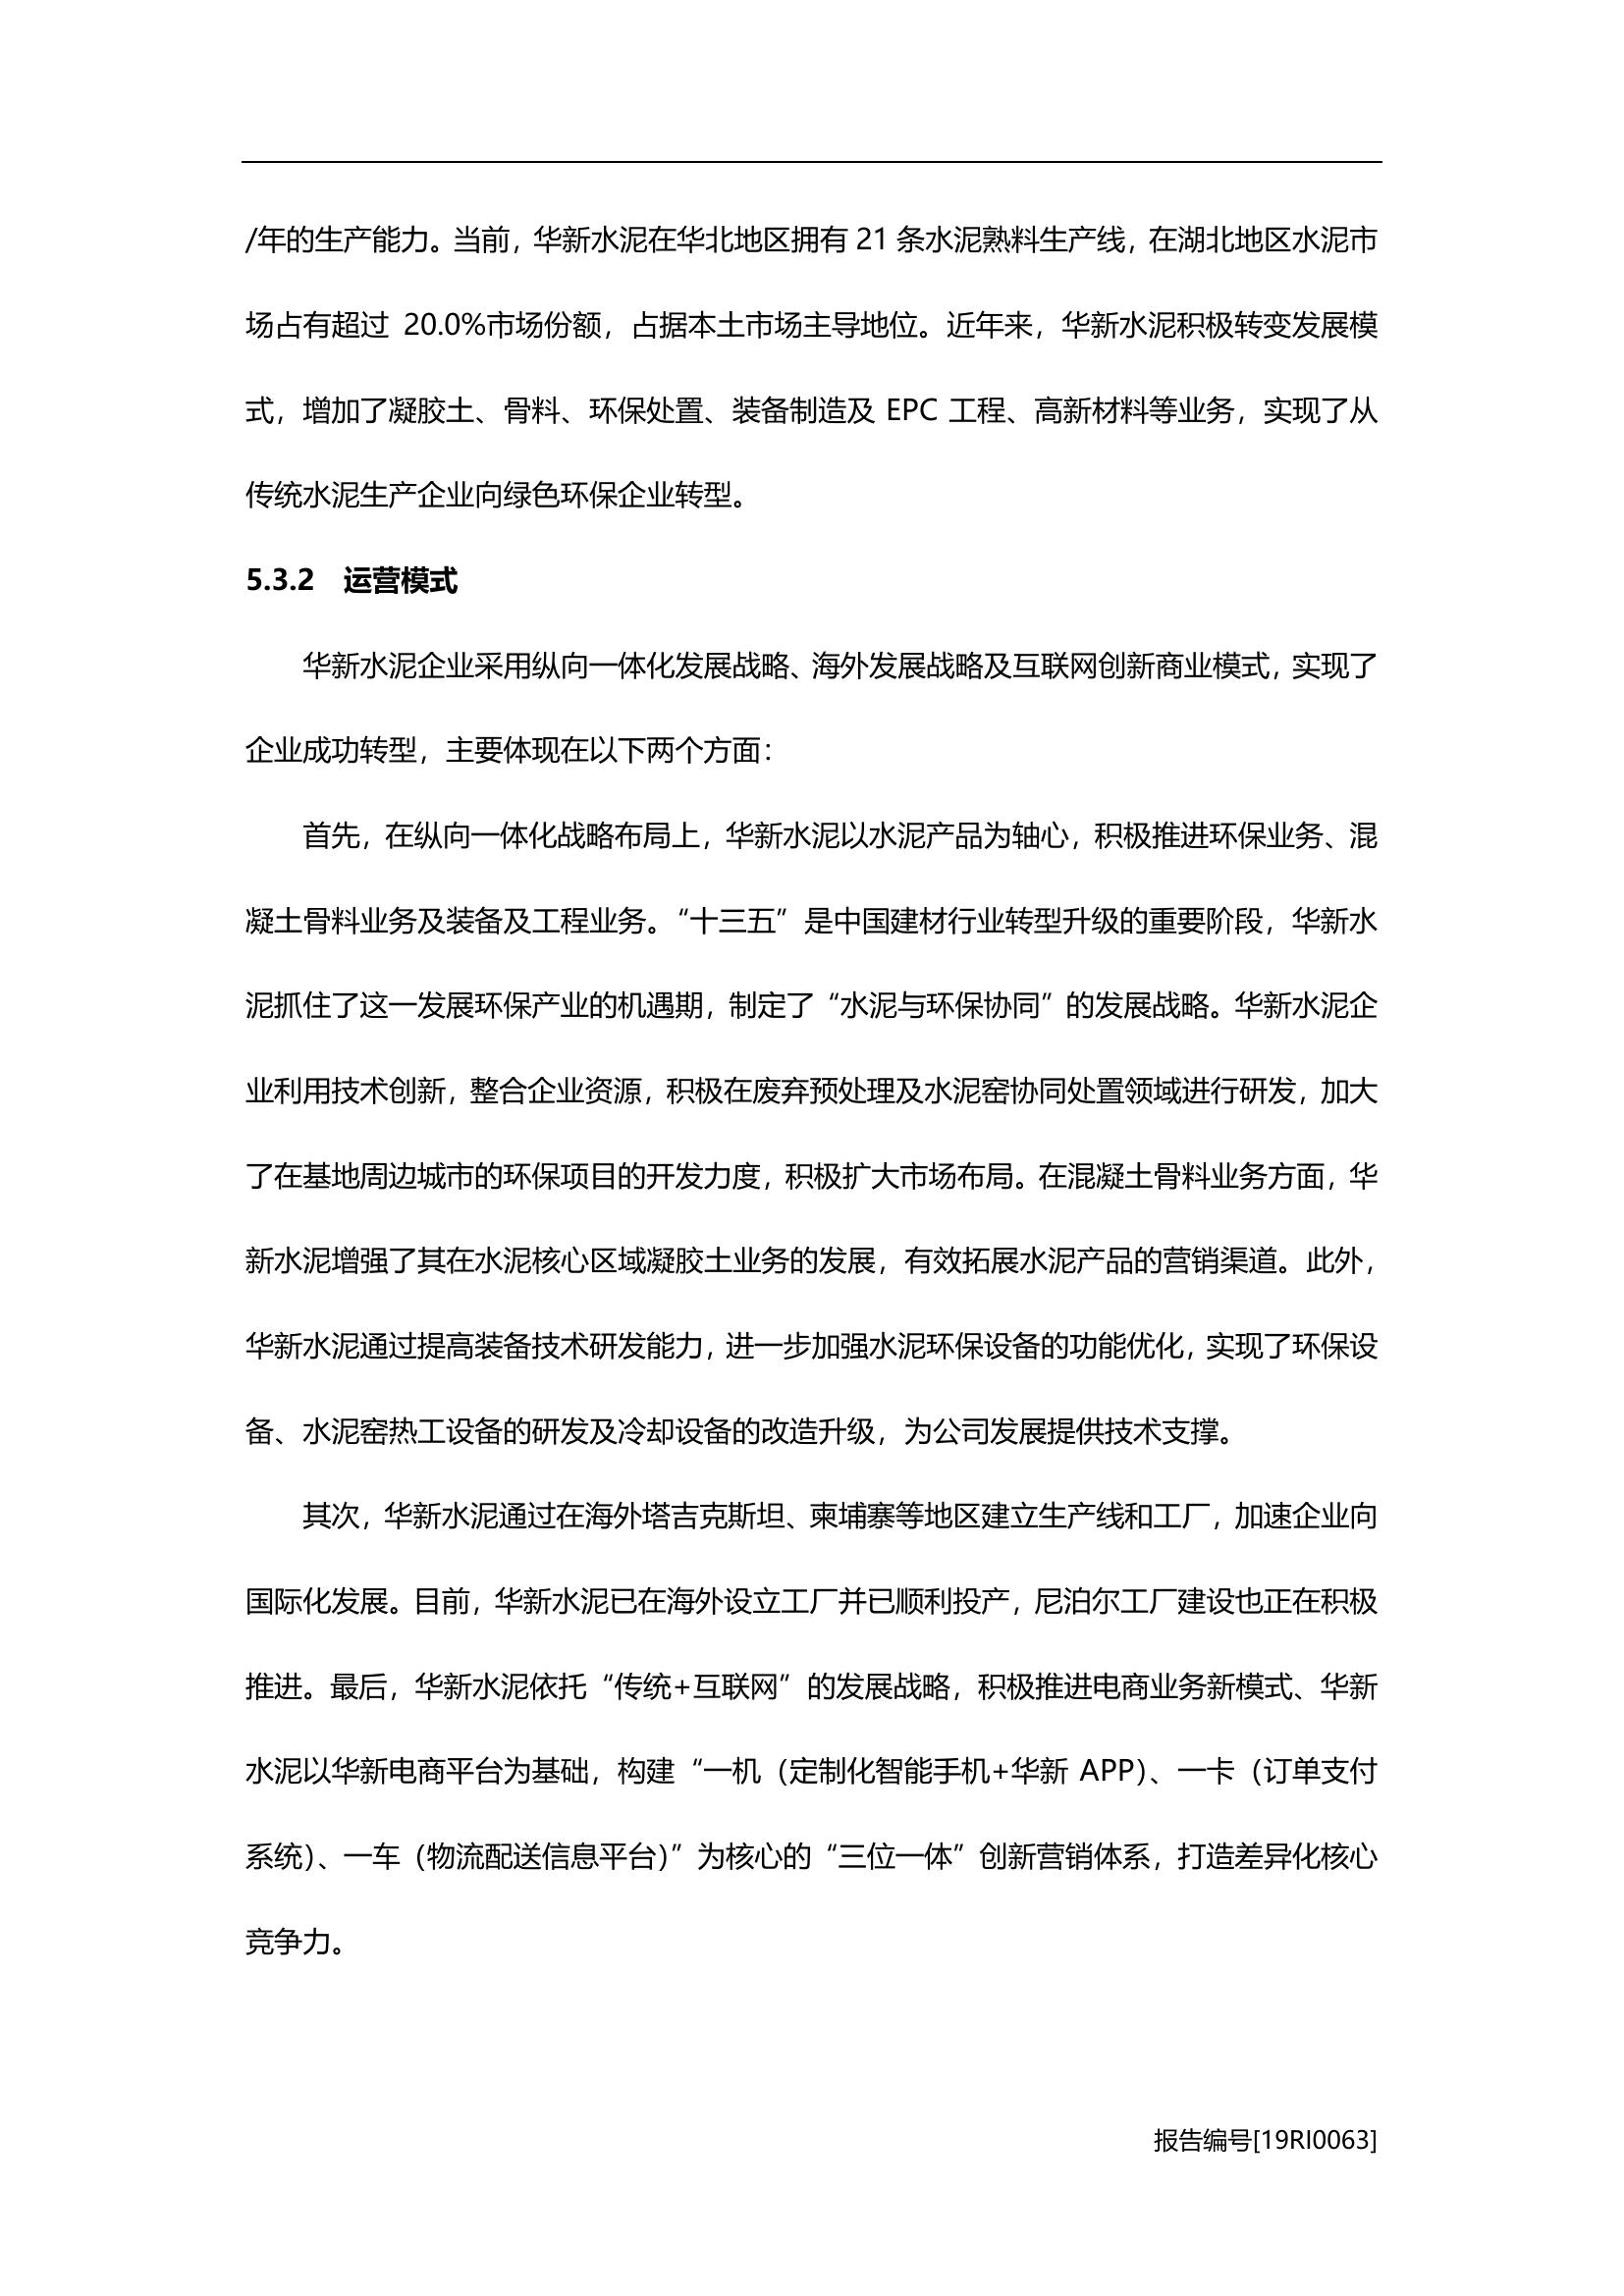 /年的生产能力。当前，华新水泥在华北地区拥有 21 条水泥熟料生产线，在湖北地区水泥市
场占有超过 20.0%市场份额，占据本土市场主导地位。近年来，华新水泥积极转变发展模
式，增加了凝胶土、骨料、环保处置、装备制造及 EPC 工程、高新材料等业务，实现了从
传统水泥生产企业向绿色环保企业转型。
5.3.2 运营模式
华新水泥企业采用纵向一体化发展战略、海外发展战略及互联网创新商业模式，实现了
企业成功转型，主要体现在以下两个方面：
首先，在纵向一体化战略布局上，华新水泥以水泥产品为轴心，积极推进环保业务、混
凝土骨料业务及装备及工程业务。“十三五”是中国建材行业转型升级的重要阶段，华新水
泥抓住了这一发展环保产业的机遇期，制定了“水泥与环保协同”的发展战略。华新水泥企
业利用技术创新，整合企业资源，积极在废弃预处理及水泥窑协同处置领域进行研发，加大
了在基地周边城市的环保项目的开发力度，积极扩大市场布局。在混凝土骨料业务方面，华
新水泥增强了其在水泥核心区域凝胶土业务的发展，有效拓展水泥产品的营销渠道。此外，
华新水泥通过提高装备技术研发能力，进一步加强水泥环保设备的功能优化，实现了环保设
备、水泥窑热工设备的研发及冷却设备的改造升级，为公司发展提供技术支撑。
其次，华新水泥通过在海外塔吉克斯坦、柬埔寨等地区建立生产线和工厂，加速企业向
国际化发展。目前，华新水泥已在海外设立工厂并已顺利投产，尼泊尔工厂建设也正在积极
推进。最后，华新水泥依托“传统+互联网”的发展战略，积极推进电商业务新模式、华新
水泥以华新电商平台为基础，构建“一机（定制化智能手机+华新 APP）、一卡（订单支付
系统）、一车（物流配送信息平台）”为核心的“三位一体”创新营销体系，打造差异化核心
竞争力。
报告编号[19RI0063]